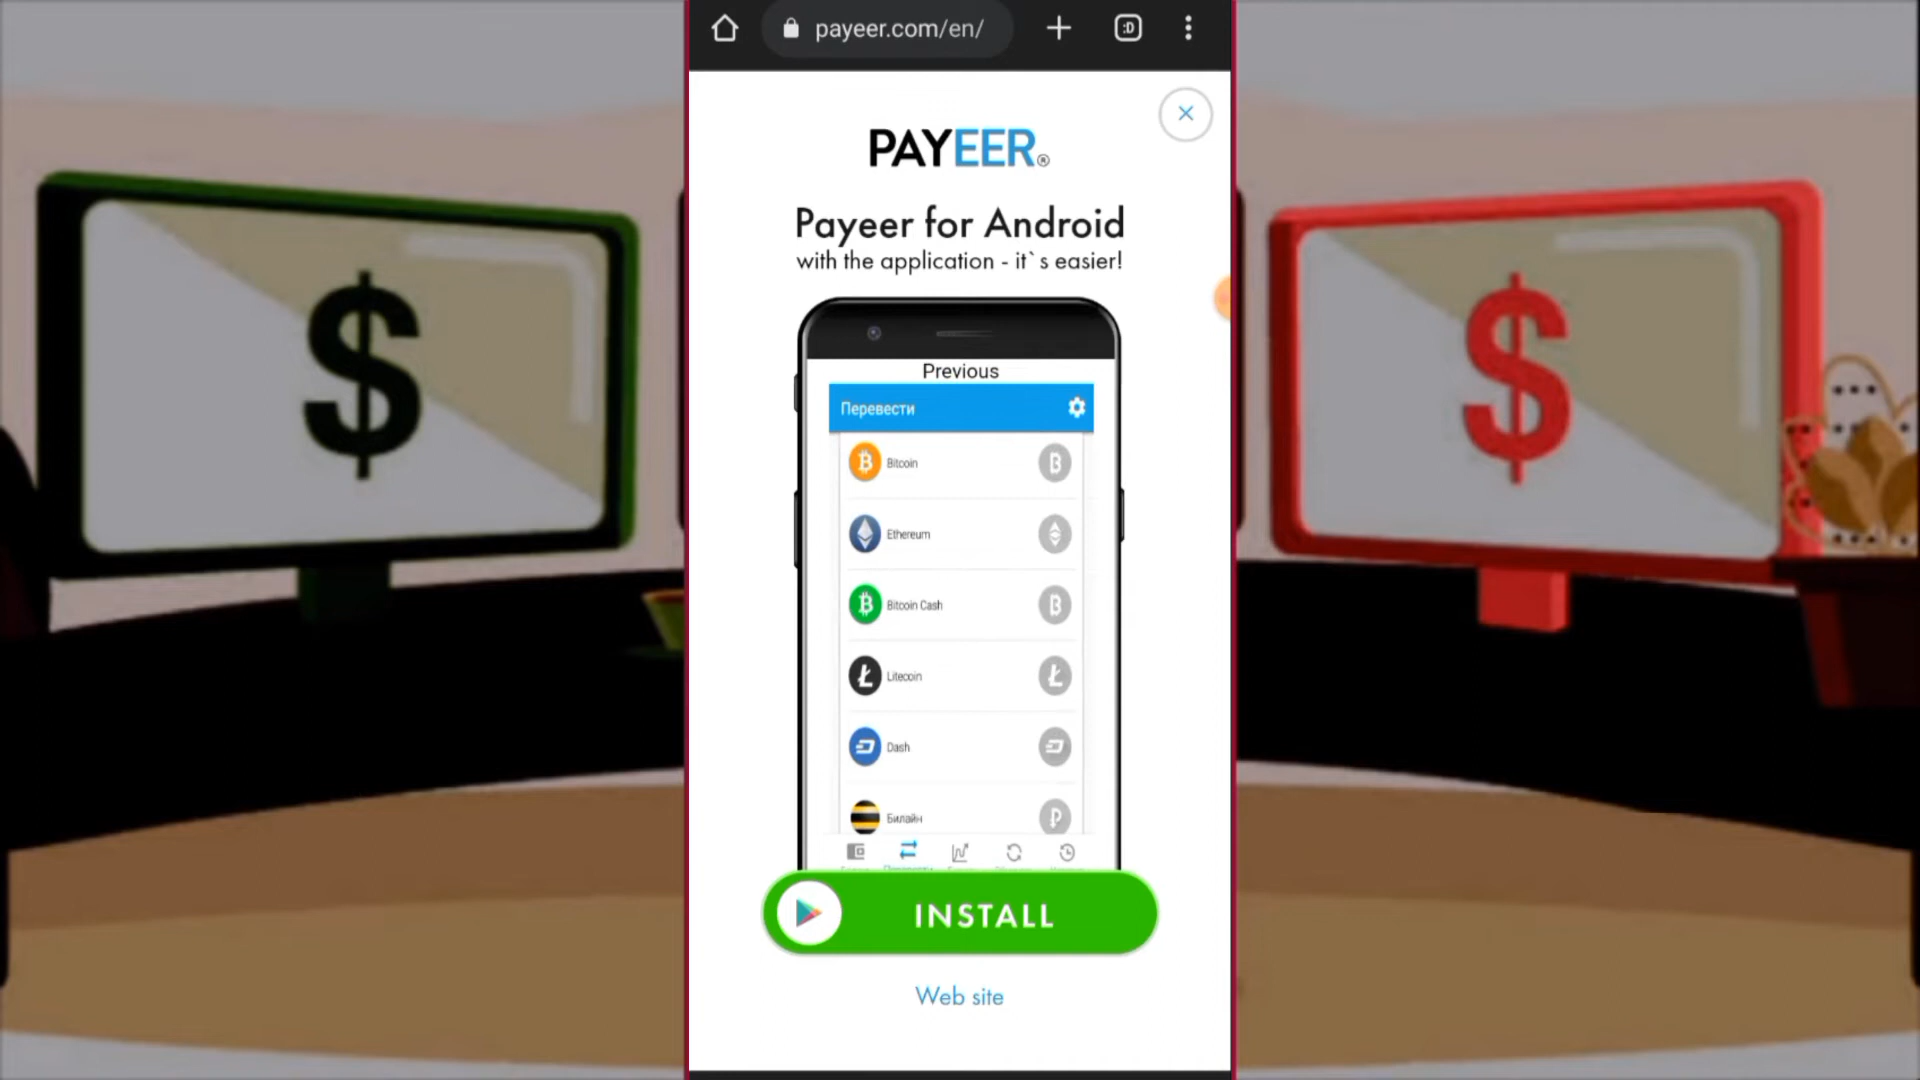 payeer.com/en/
:D
PAYEER®
Payeer for Android
with the application - it`s easier!
Previous
Перевести
Bitcoin
Ethereum
Bitcoin Cash
Litecoin
Dash
Билайн
INSTALL
Web site
$
$